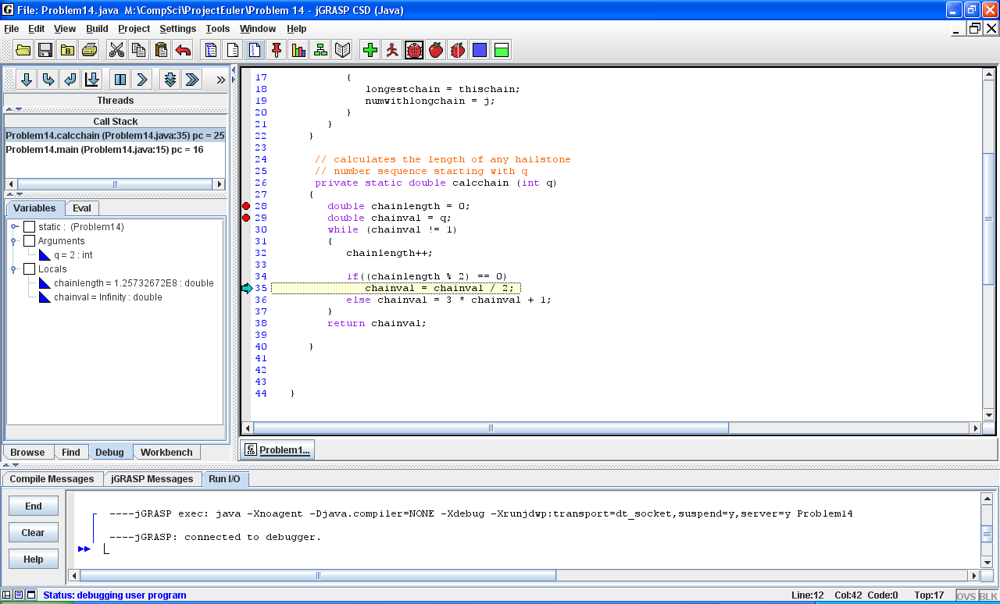 File: Problem14.java  M:\CompSci\ProjectEuler\Problem 14 - jGRASP CSD (Java)
File Edit View Build Project Settings Tools Window Help
»
Threads
Call Stack
Problem14.calcchain (Problem14.java:35) pc = 25
Problem14.main (Problem14.java:15) pc = 16
Variables Eval
static : (Problem14)
Arguments
q = 2 : int
Locals
chainlength = 1.25732672E8 : double
chainval = Infinity : double
Browse Find Debug Workbench
17 {
18 longestchain = thischain;
19 numwithlongchain = j;
20 }
21 }
22 }
23
24 // calculates the length of any hailstone
25 // number sequence starting with q
26 private static double calcchain (int q)
27 {
28 double chainlength = 0;
29 double chainval = q;
30 while (chainval != 1)
31 {
32 chainlength++;
33
34 if((chainlength % 2) == 0)
35 chainval = chainval / 2;
36 else chainval = 3 * chainval + 1;
37 }
38 return chainval;
39
40 }
41
42
43
44 }
Problem1...
Compile Messages jGRASP Messages Run I/O
End
Clear
Help
----jGRASP exec: java -Xnoagent -Djava.compiler=NONE -Xdebug -Xrunjdwp:transport=dt_socket,suspend=y,server=y Problem14
----jGRASP: connected to debugger.
Status: debugging user program
Line:12 Col:42 Code:0 Top:17 OVS BLK